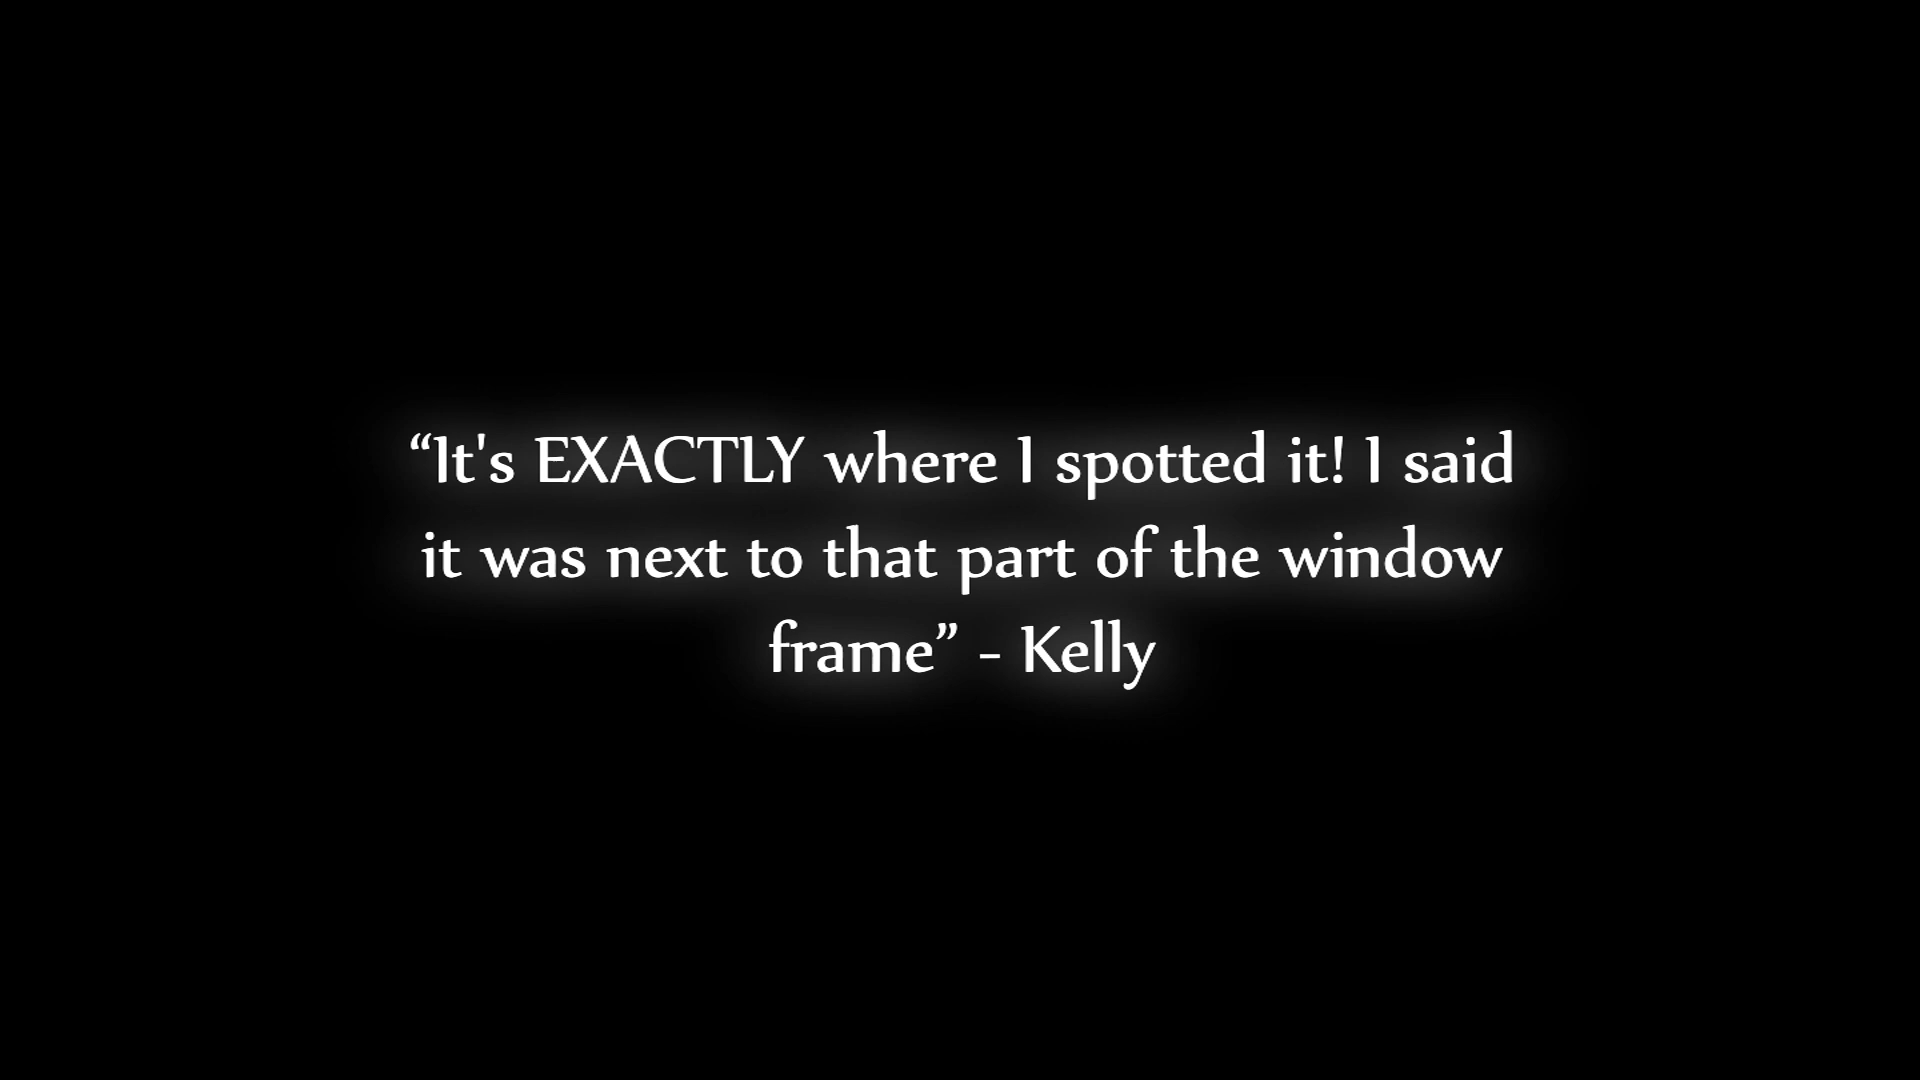 “It's EXACTLY where I spotted it! I said
it was next to that part of the window
frame” - Kelly